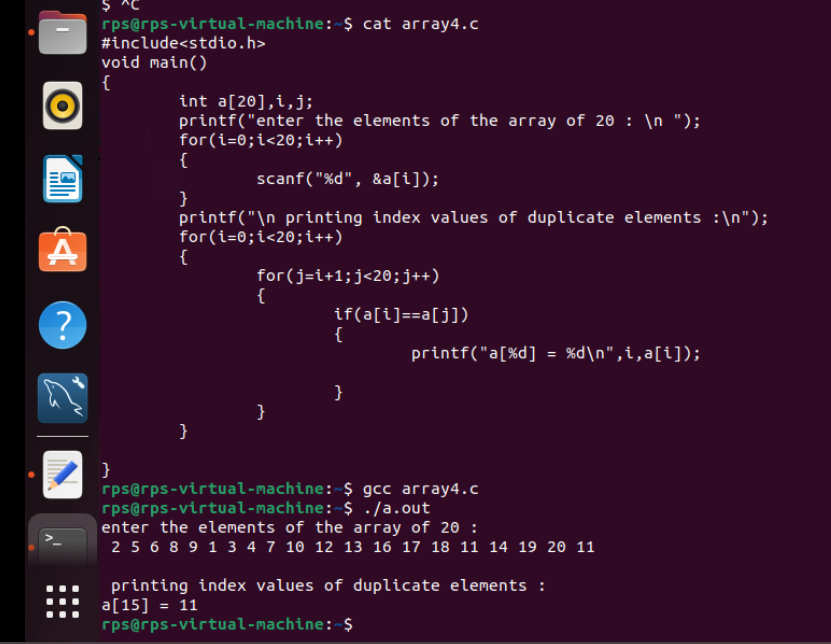 $ ^C
rps@rps-virtual-machine:~$ cat array4.c
#include<stdio.h>
void main()
{
        int a[20],i,j;
        printf("enter the elements of the array of 20 : \n ");
        for(i=0;i<20;i++)
        {
                scanf("%d", &a[i]);
        }
        printf("\n printing index values of duplicate elements :\n");
        for(i=0;i<20;i++)
        {
                for(j=i+1;j<20;j++)
                {
                        if(a[i]==a[j])
                        {
                                printf("a[%d] = %d\n",i,a[i]);
                        }
                }
        }
}
rps@rps-virtual-machine:~$ gcc array4.c
rps@rps-virtual-machine:~$ ./a.out
enter the elements of the array of 20 :
 2 5 6 8 9 1 3 4 7 10 12 13 16 17 18 11 14 19 20 11
 printing index values of duplicate elements :
a[15] = 11
rps@rps-virtual-machine:~$